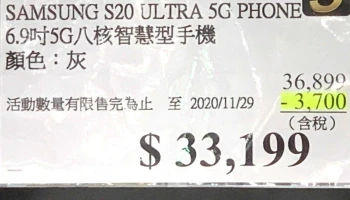 SAMSUNG S20 ULTRA 5G PHONE
6.9吋5G八核智慧型手機
顏色：灰
36,899
活動數量有限售完為止 至 2020/11/29 - 3,700
(含稅)
$ 33,199